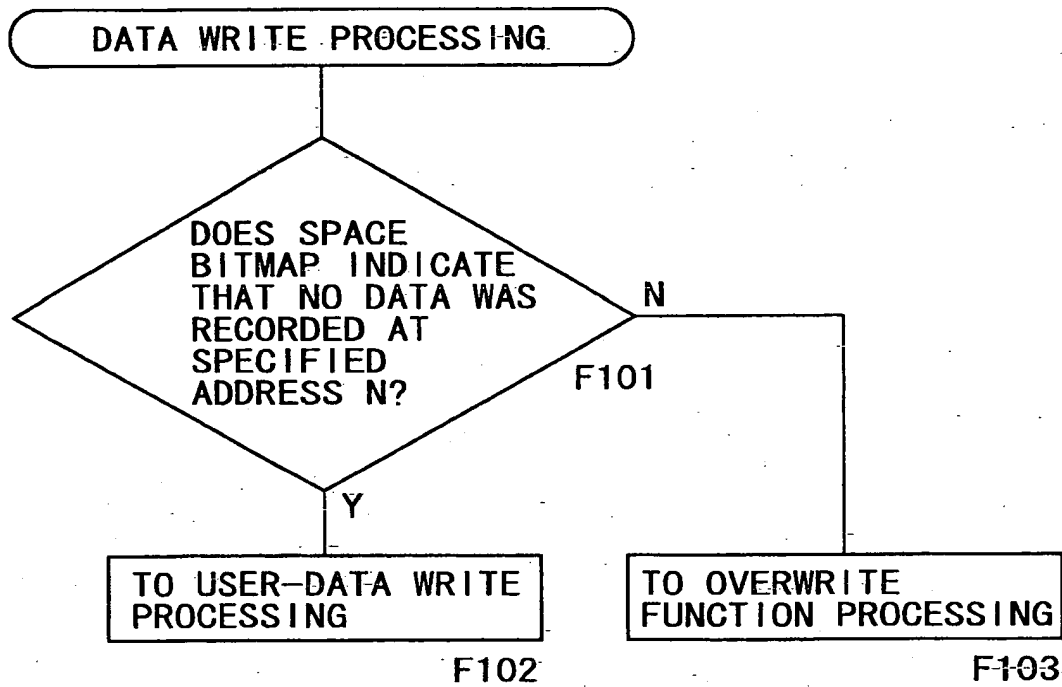 DATA WRITE PROCESSING
DOES SPACE
BITMAP INDICATE
THAT NO DATA WAS
RECORDED AT
SPECIFIED
ADDRESS N?
N
F101
Y
TO USER-DATA WRITE
PROCESSING
F102
TO OVERWRITE
FUNCTION PROCESSING
F103